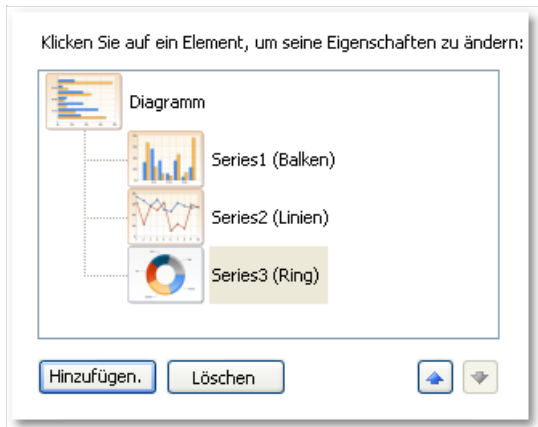 Klicken Sie auf ein Element, um seine Eigenschaften zu ändern:
Diagramm
Series1 (Balken)
Series2 (Linien)
Series3 (Ring)
Hinzufügen. Löschen